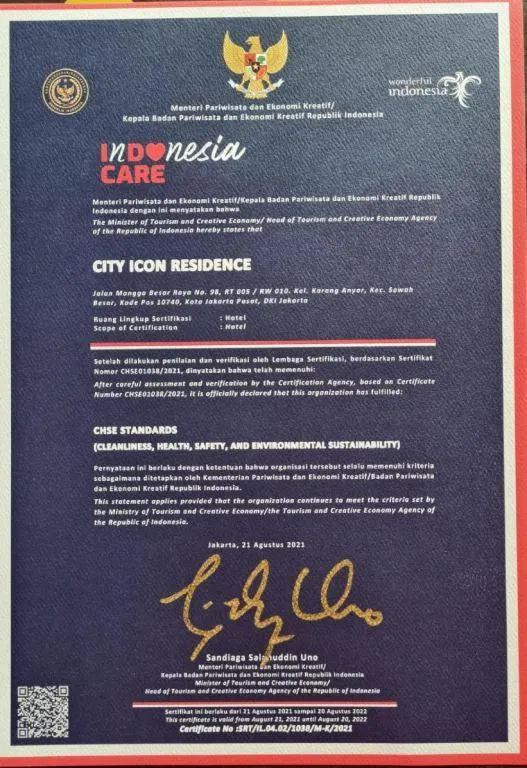 wonderful
indonesia
Menteri Pariwisata dan Ekonomi Kreatif/
Kepala Badan Pariwisata dan Ekonomi Kreatif Republik Indonesia
INDONesia
CARE
Menteri Pariwisata dan Ekonomi Kreatif/Kepala Badan Pariwisata dan Ekonomi Kreatif Republik
Indonesia dengan ini menyatakan bahwa
The Minister of Tourism and Creative Economy/ Head of Tourism and Creative Economy Agency
of the Republic of Indonesia hereby states that
CITY ICON RESIDENCE
Jalan Mangga Besar Raya No. 98, RT 005 / RW 010. Kel. Karang Anyar, Kec. Sawah
Besar, Kode Pos 10740, Kota Jakarta Pusat, DKI Jakarta
Ruang Lingkup Sertifikasi : Hotel
Scope of Certification : Hotel
Setelah dilakukan penilaian dan verifikasi oleh Lembaga Sertifikasi, berdasarkan Sertifikat
Nomor CHSE01038/2021, dinyatakan bahwa telah memenuhi:
After careful assessment and verification by the Certification Agency, based on Certificate
Number CHSE01038/2021, it is officially declared that this organization has fulfilled:
CHSE STANDARDS
(CLEANLINESS, HEALTH, SAFETY, AND ENVIRONMENTAL SUSTAINABILITY)
Pernyataan ini berlaku dengan ketentuan bahwa organisasi tersebut selalu memenuhi kriteria
sebagaimana ditetapkan oleh Kementerian Pariwisata dan Ekonomi Kreatif/Badan Pariwisata
dan Ekonomi Kreatif Republik Indonesia.
This statement applies provided that the organization continues to meet the criteria set by
the Ministry of Tourism and Creative Economy/the Tourism and Creative Economy Agency of
the Republic of Indonesia.
Jakarta, 21 Agustus 2021
Sandiaga Salahuddin Uno
Menteri Pariwisata dan Ekonomi Kreatif/
Kepala Badan Pariwisata dan Ekonomi Kreatif Republik Indonesia
Minister of Tourism and Creative Economy/
Head of Tourism and Creative Economy Agency of the Republic of Indonesia
Sertifikat ini berlaku dari 21 Agustus 2021 sampai 20 Agustus 2022
This certificate is valid from August 21, 2021 until August 20, 2022
Certificate No :SRT/IL.04.02/1038/M-K/2021